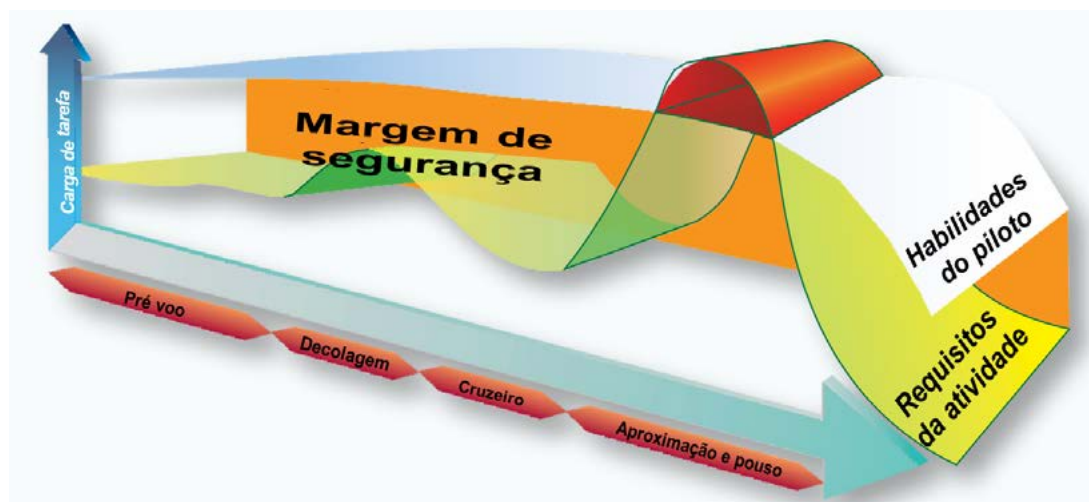 Carga de tarefa
Margem de
segurança
Habilidades
do piloto
Requisitos
da atividade
Pré voo
Decolagem
Cruzeiro
Aproximação e pouso